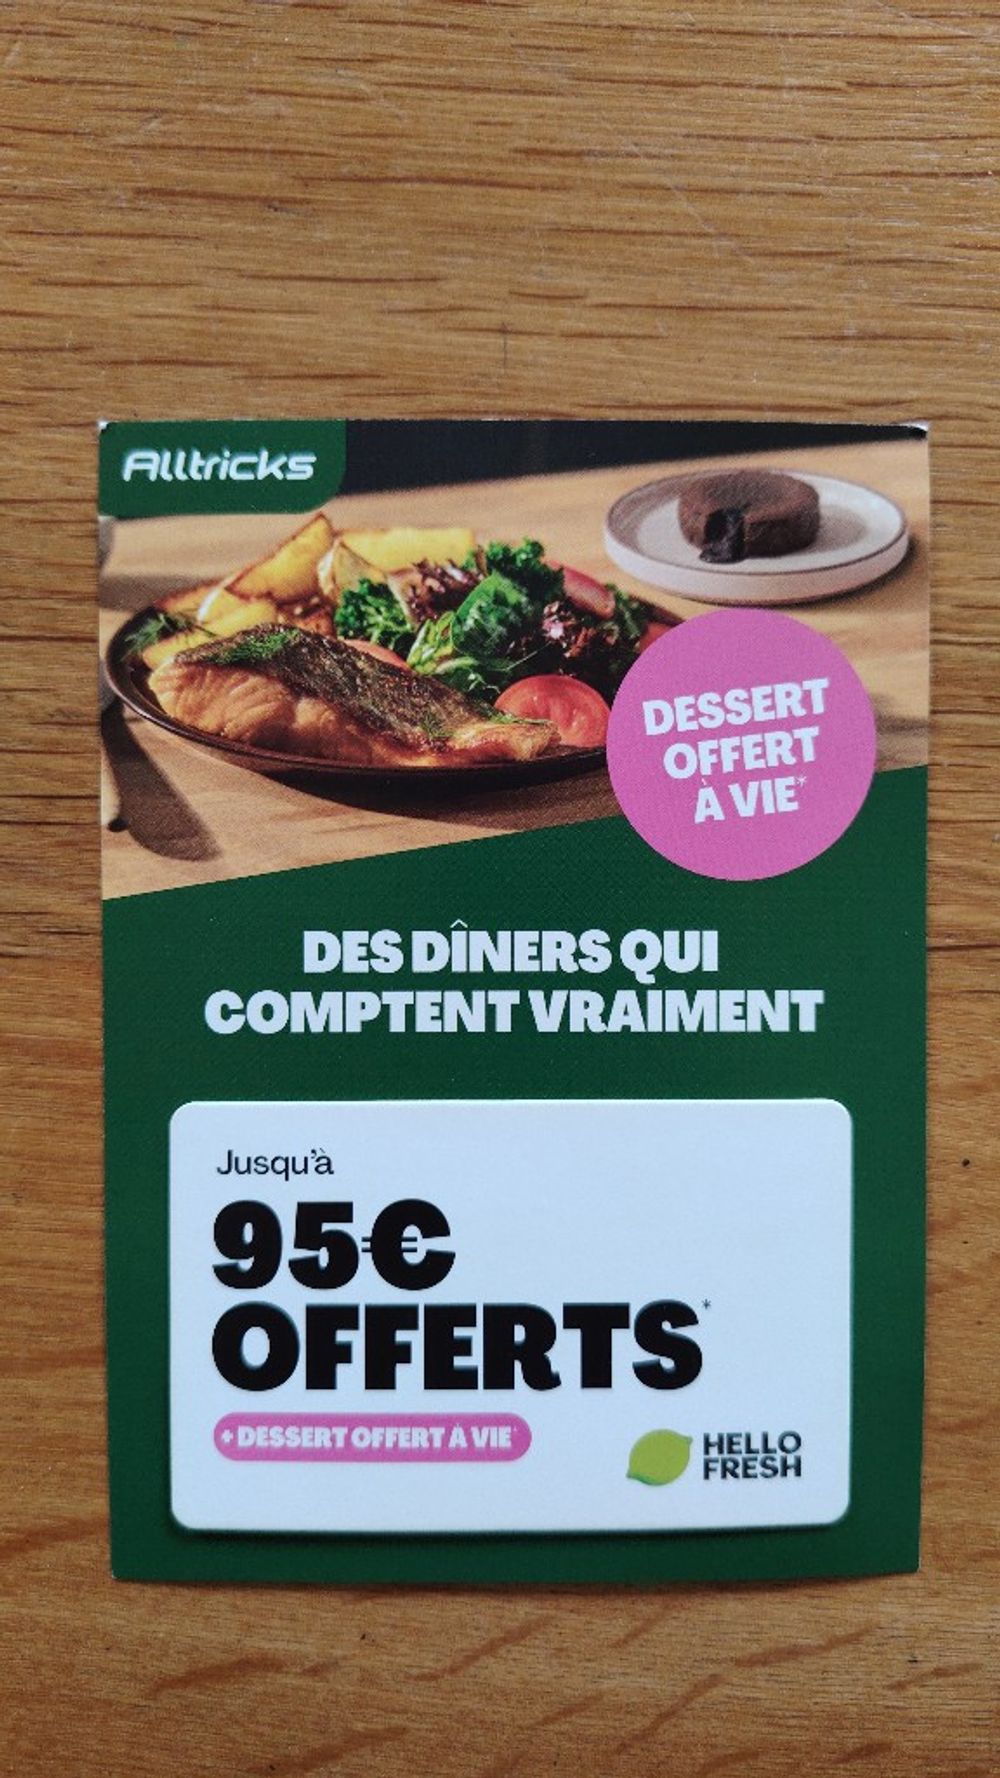 Alltricks
DESSERT
OFFERT
À VIE*
DES DÎNERS QUI
COMPTENT VRAIMENT
Jusqu'à
95€
OFFERTS*
+ DESSERT OFFERT À VIE*
HELLO
FRESH